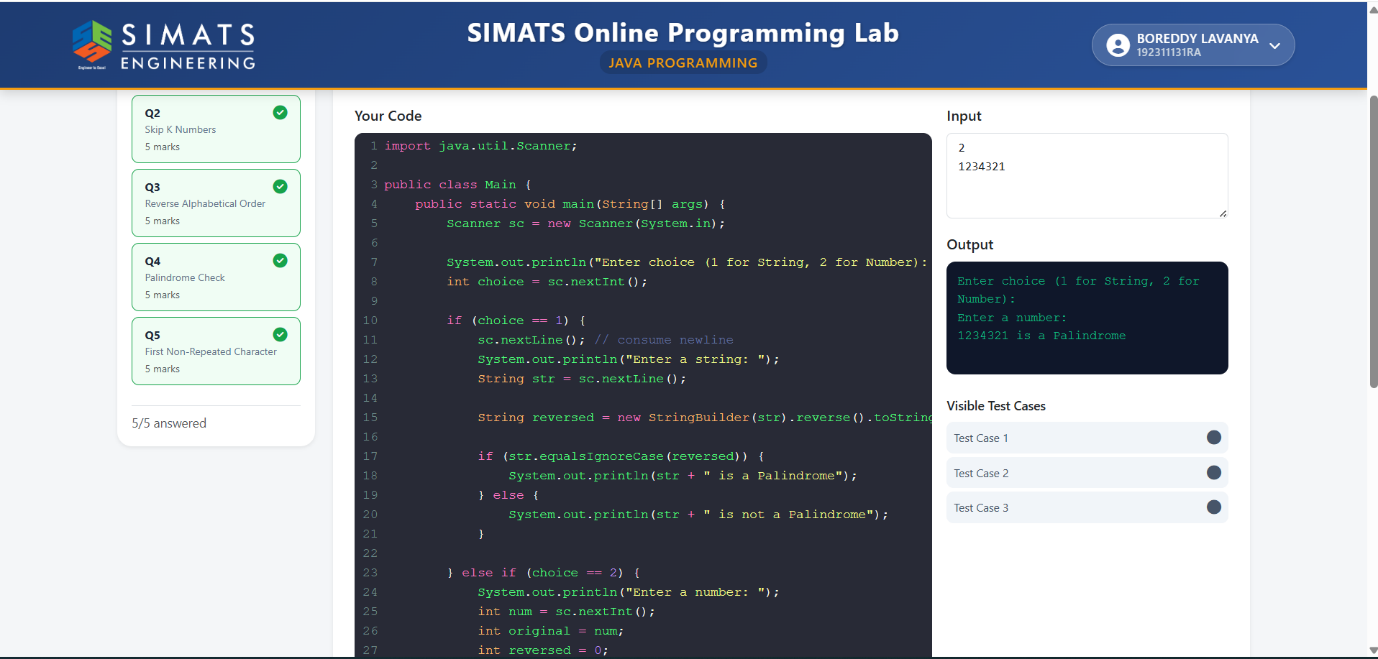 SIMATS
ENGINEERING
Engineer to Excel
SIMATS Online Programming Lab
JAVA PROGRAMMING
BOREDDY LAVANYA
192311131RA
Q2
Skip K Numbers
5 marks
Q3
Reverse Alphabetical Order
5 marks
Q4
Palindrome Check
5 marks
Q5
First Non-Repeated Character
5 marks
5/5 answered
Your Code
1 import java.util.Scanner;
2
3 public class Main {
4     public static void main(String[] args) {
5         Scanner sc = new Scanner(System.in);
6
7         System.out.println("Enter choice (1 for String, 2 for Number):
8         int choice = sc.nextInt();
9
10         if (choice == 1) {
11             sc.nextLine(); // consume newline
12             System.out.println("Enter a string: ");
13             String str = sc.nextLine();
14
15             String reversed = new StringBuilder(str).reverse().toString
16
17             if (str.equalsIgnoreCase(reversed)) {
18                 System.out.println(str + " is a Palindrome");
19             } else {
20                 System.out.println(str + " is not a Palindrome");
21             }
22
23         } else if (choice == 2) {
24             System.out.println("Enter a number: ");
25             int num = sc.nextInt();
26             int original = num;
27             int reversed = 0;
Input
2
1234321
Output
Enter choice (1 for String, 2 for
Number):
Enter a number:
1234321 is a Palindrome
Visible Test Cases
Test Case 1
Test Case 2
Test Case 3